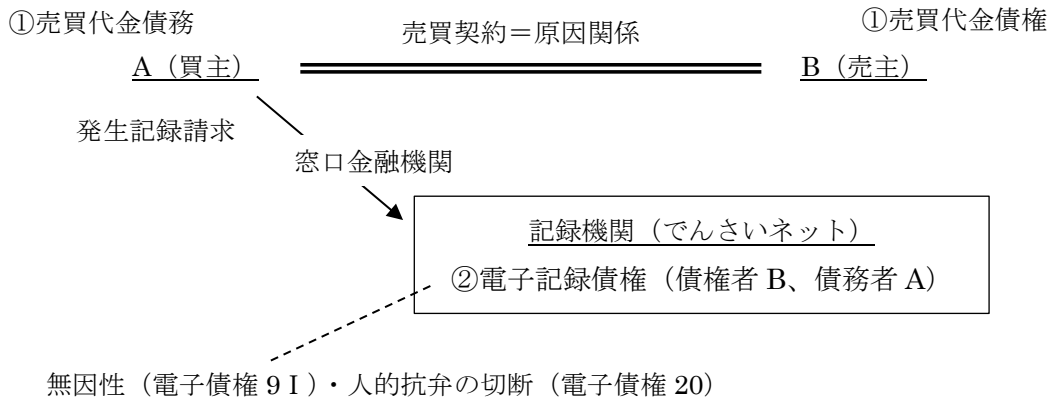 ①売買代金債務
売買契約＝原因関係
①売買代金債権
A（買主）
B（売主）
発生記録請求
窓口金融機関
記録機関（でんさいネット）
②電子記録債権（債権者 B、債務者 A）
無因性（電子債権 9Ⅰ）・人的抗弁の切断（電子債権 20）